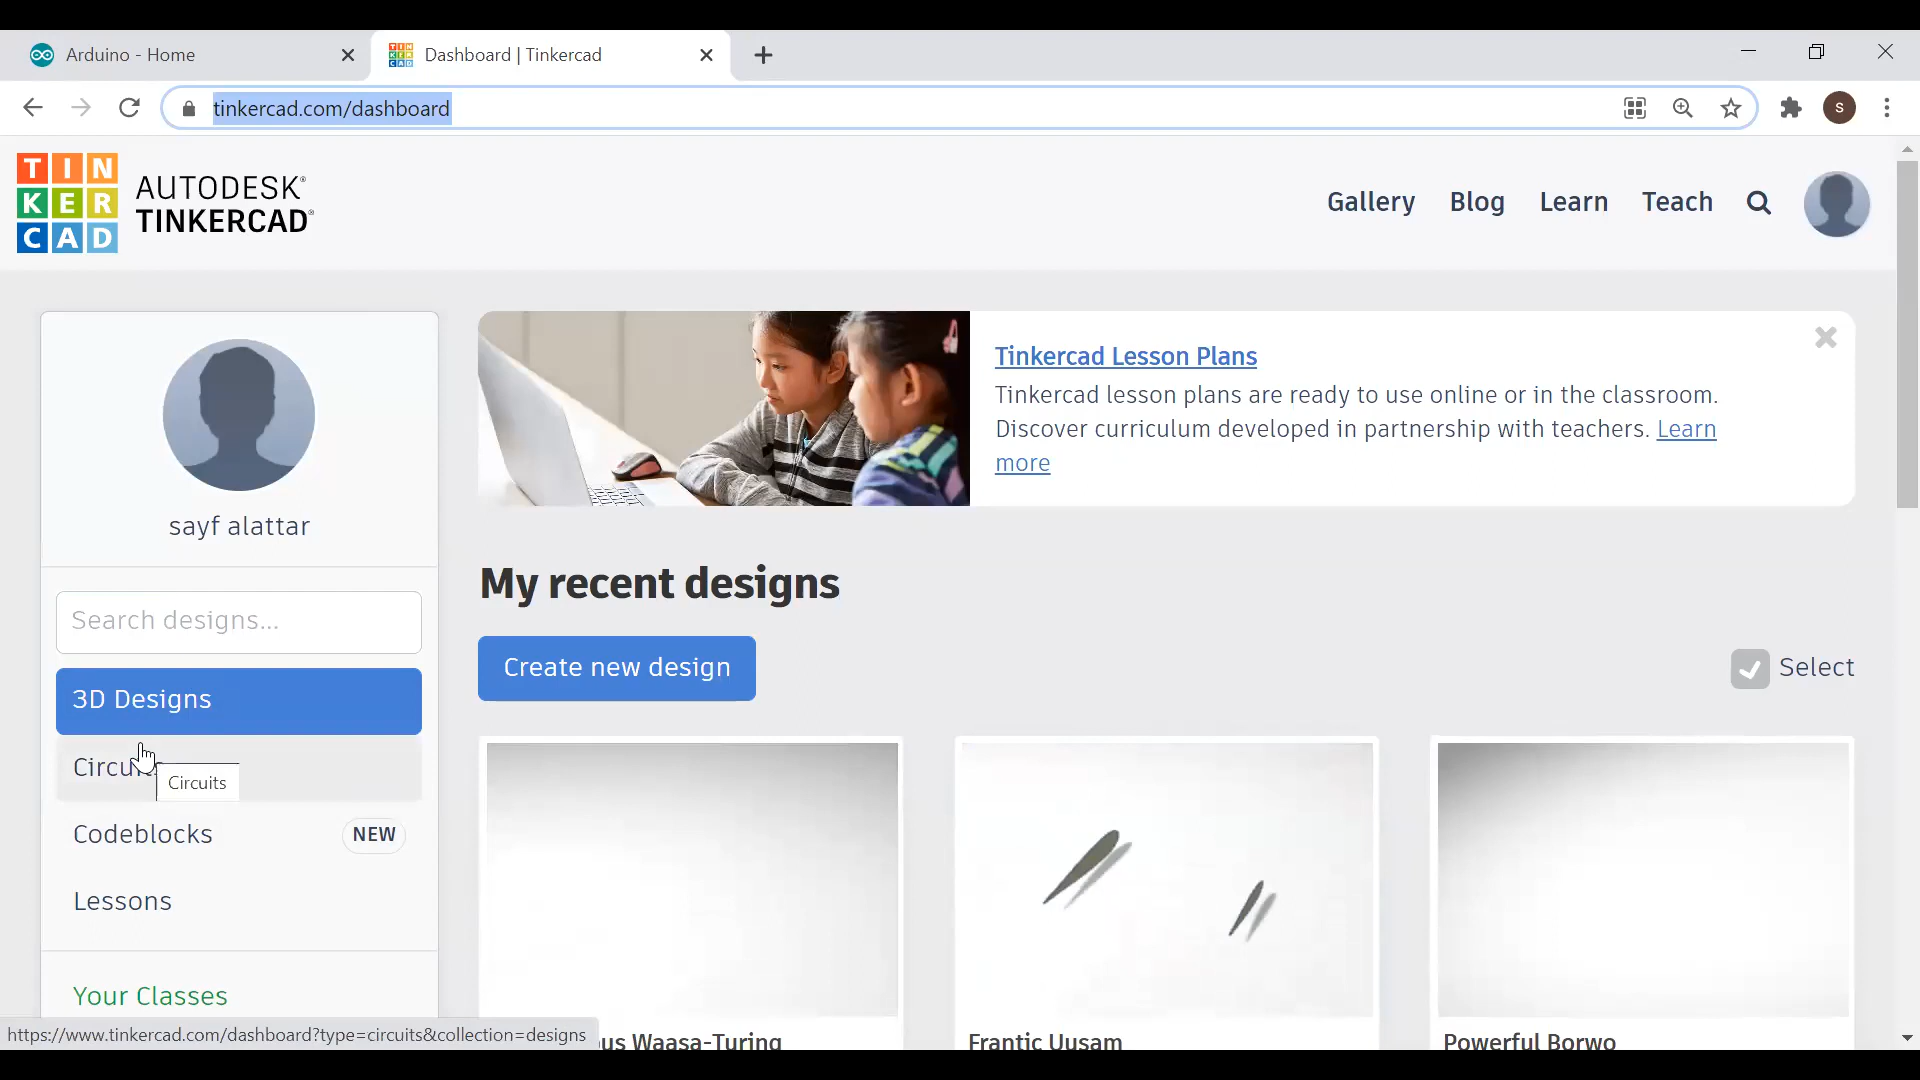 Arduino - Home
Dashboard | Tinkercad
tinkercad.com/dashboard
S
TIN
KER
CAD
AUTODESK®
TINKERCAD®
Gallery
Blog
Learn
Teach
Tinkercad Lesson Plans
Tinkercad lesson plans are ready to use online or in the classroom.
Discover curriculum developed in partnership with teachers. Learn
more
sayf alattar
My recent designs
Search designs...
Create new design
Select
3D Designs
Circuits
Circuits
Codeblocks
NEW
Lessons
Your Classes
https://www.tinkercad.com/dashboard?type=circuits&collection=designs
Waasa-Turing
Frantic Uusam
Powerful Borwo